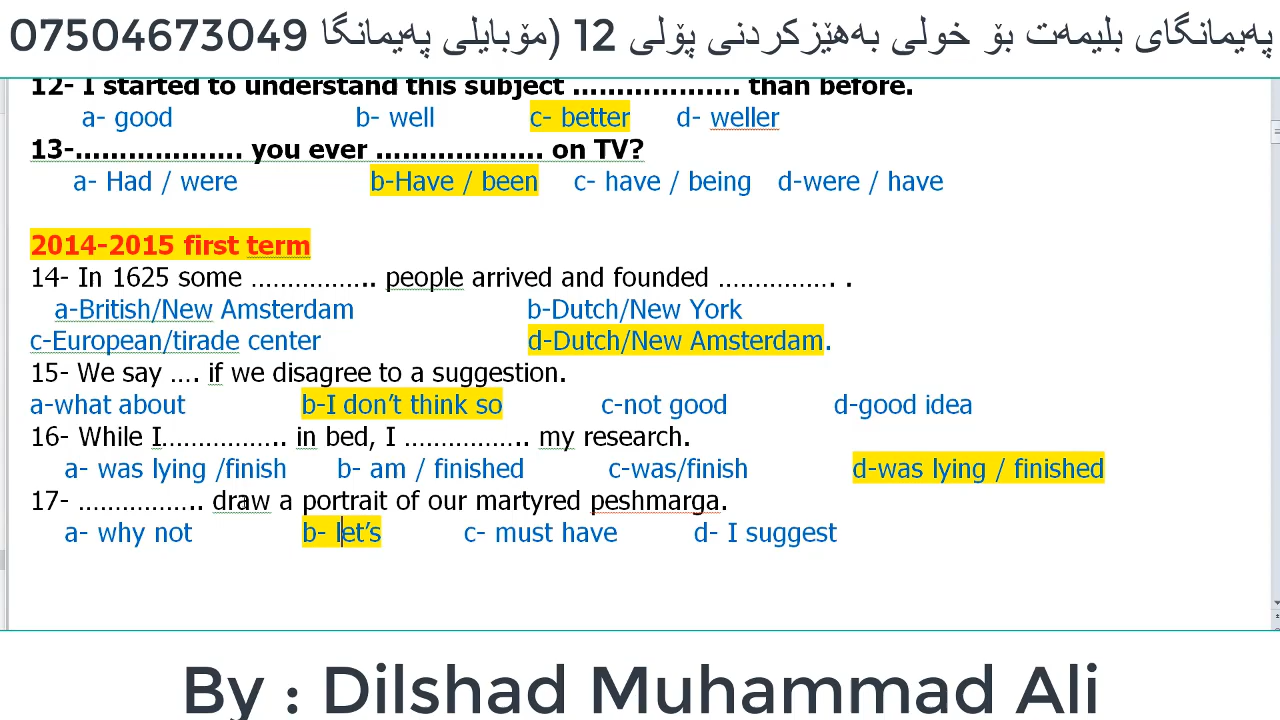 پەیمانگای بلیمەت بۆ خولی بەهێزکردنی پۆلی 12 (مۆبایلی پەیمانگا 07504673049
12- I started to understand this subject ………………. than before.
a- good b- well c- better d- weller
13-………………. you ever ………………. on TV?
a- Had / were b-Have / been c- have / being d-were / have
2014-2015 first term
14- In 1625 some …………….. people arrived and founded ……………. .
a-British/New Amsterdam b-Dutch/New York
c-European/tirade center d-Dutch/New Amsterdam.
15- We say …. if we disagree to a suggestion.
a-what about b-I don’t think so c-not good d-good idea
16- While I…………….. in bed, I …………….. my research.
a- was lying /finish b- am / finished c-was/finish d-was lying / finished
17- …………….. draw a portrait of our martyred peshmarga.
a- why not b- let’s c- must have d- I suggest
By : Dilshad Muhammad Ali